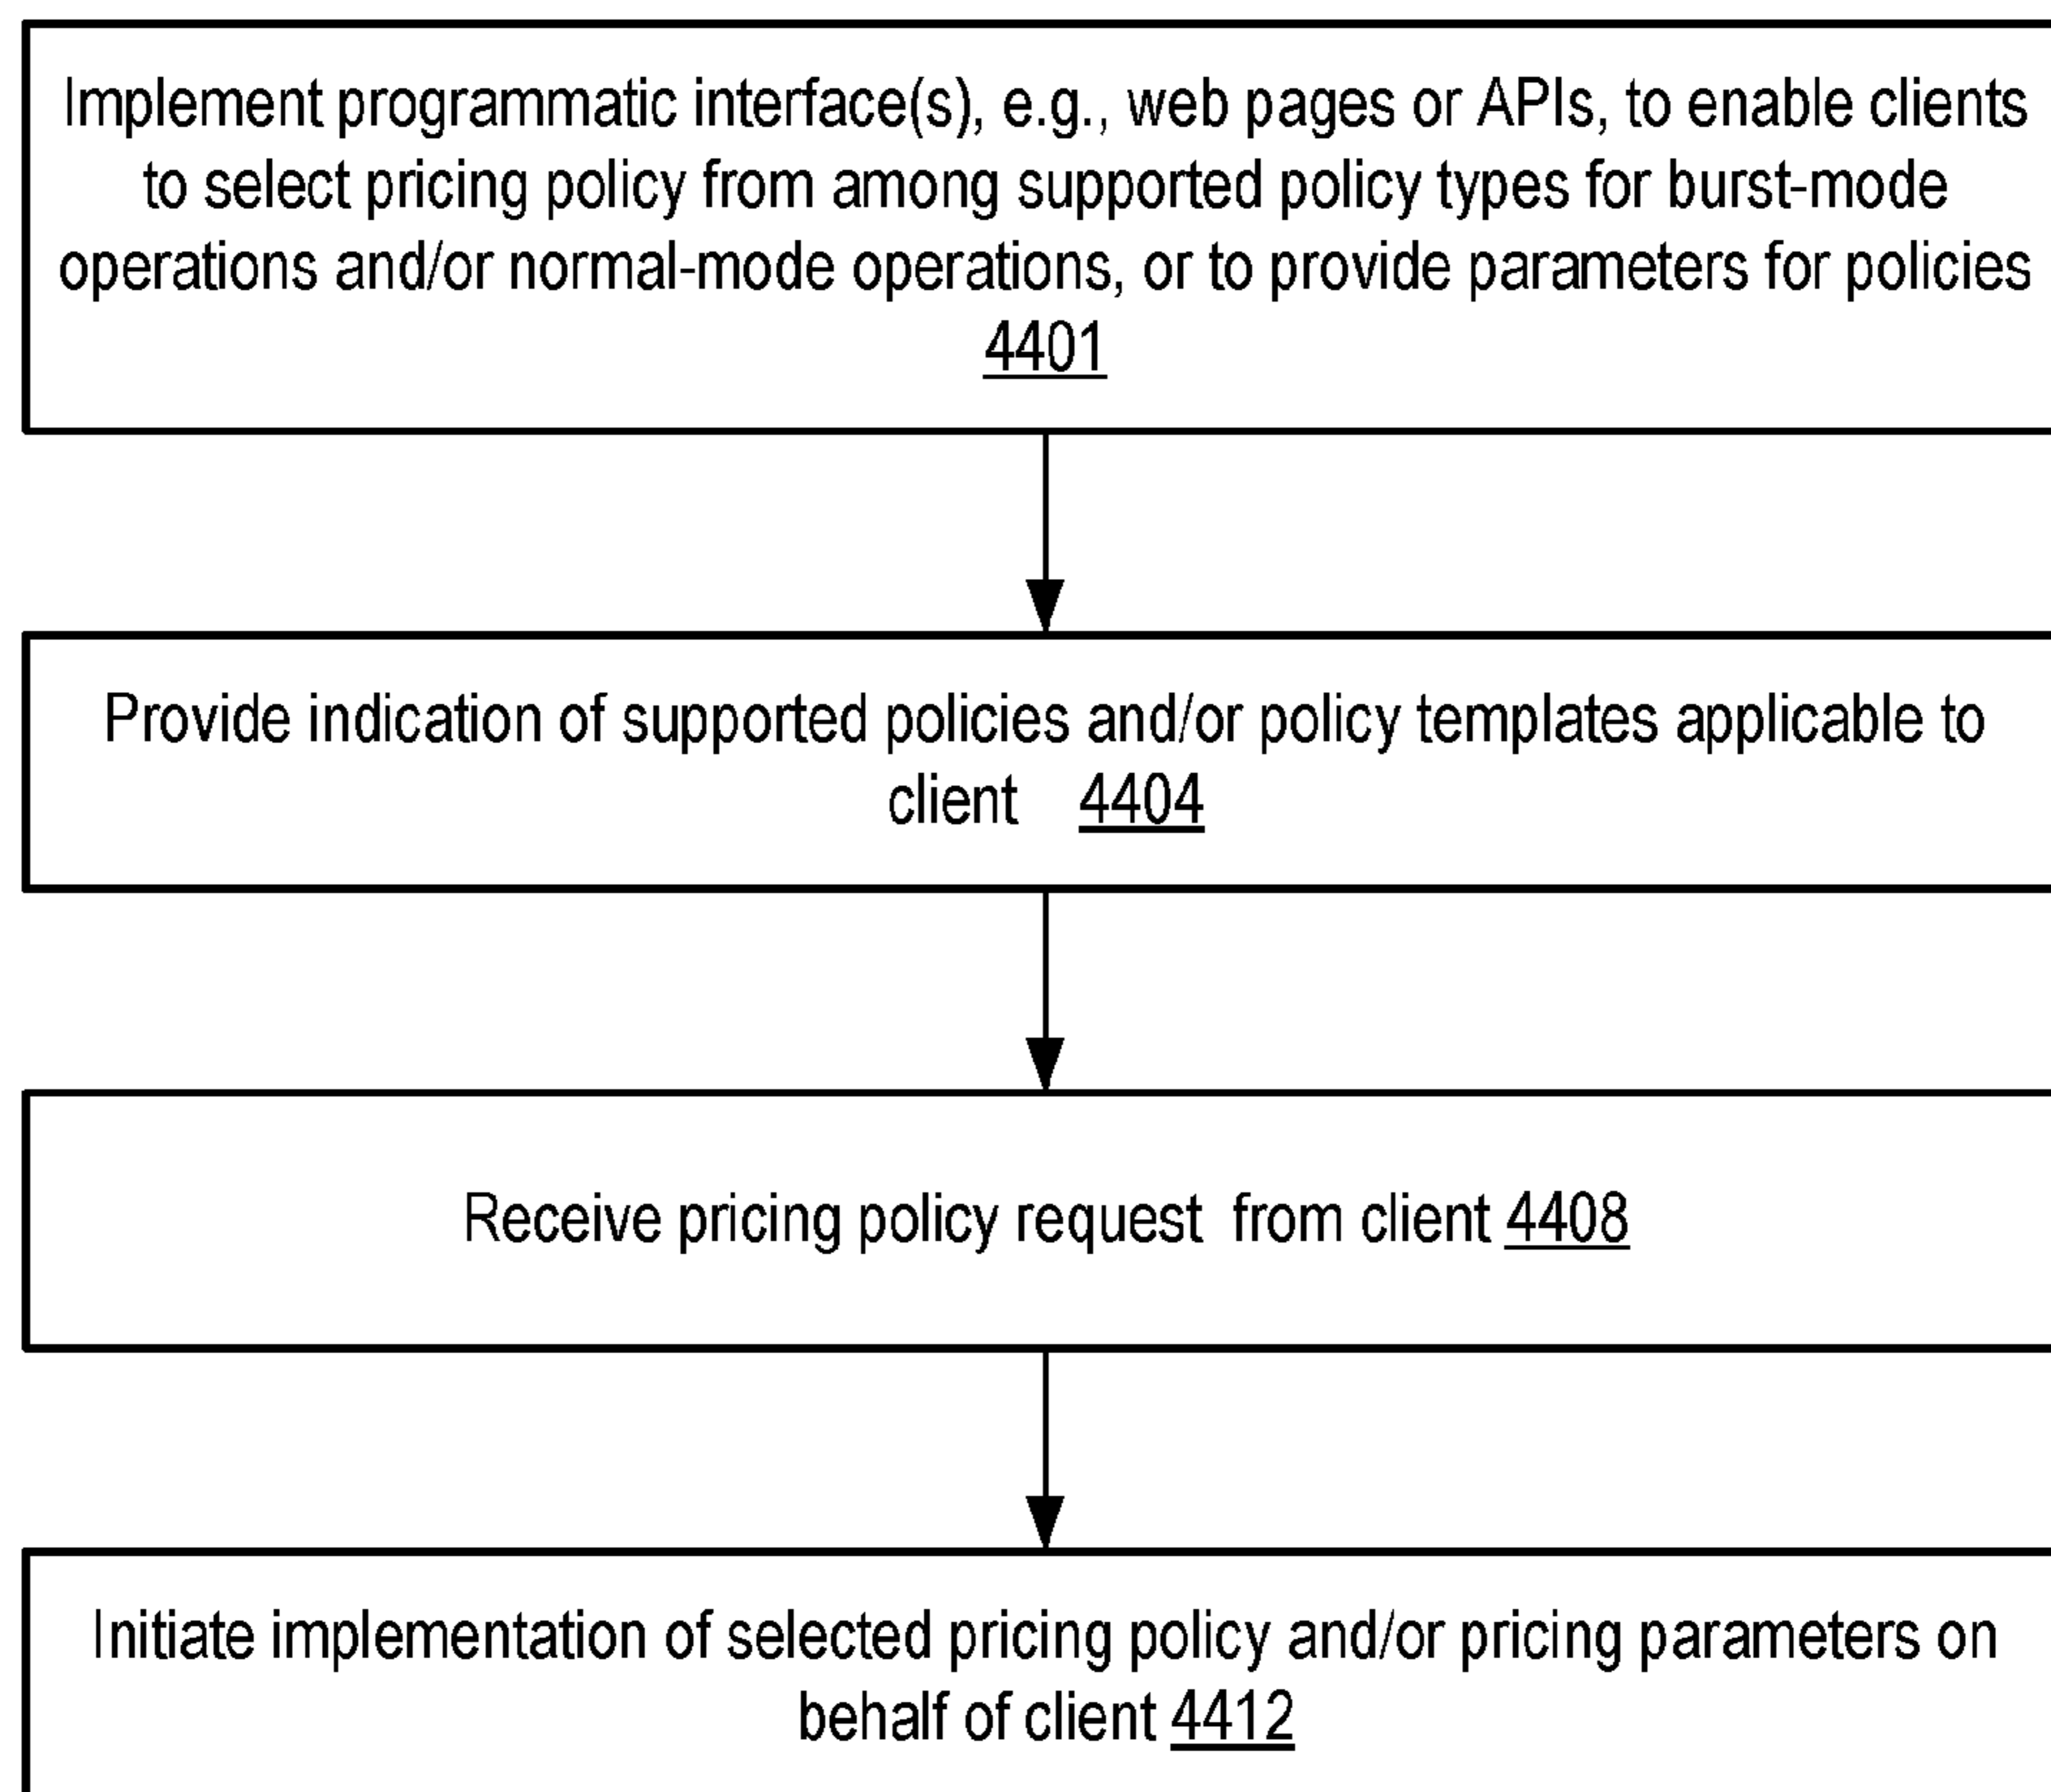 Implement programmatic interface(s), e.g., web pages or APIs, to enable clients
to select pricing policy from among supported policy types for burst-mode
operations and/or normal-mode operations, or to provide parameters for policies
4401
Provide indication of supported policies and/or policy templates applicable to
client 4404
Receive pricing policy request from client 4408
Initiate implementation of selected pricing policy and/or pricing parameters on
behalf of client 4412